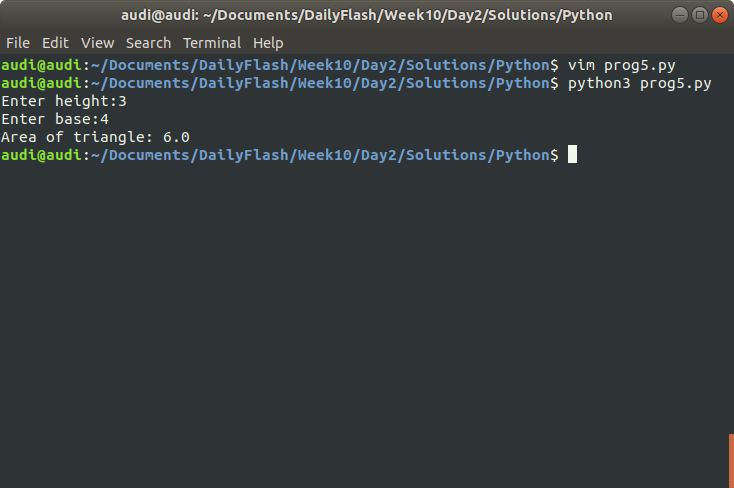 audi@audi: ~/Documents/DailyFlash/Week10/Day2/Solutions/Python
File Edit View Search Terminal Help
audi@audi:~/Documents/DailyFlash/Week10/Day2/Solutions/Python$ vim prog5.py
audi@audi:~/Documents/DailyFlash/Week10/Day2/Solutions/Python$ python3 prog5.py
Enter height:3
Enter base:4
Area of triangle: 6.0
audi@audi:~/Documents/DailyFlash/Week10/Day2/Solutions/Python$